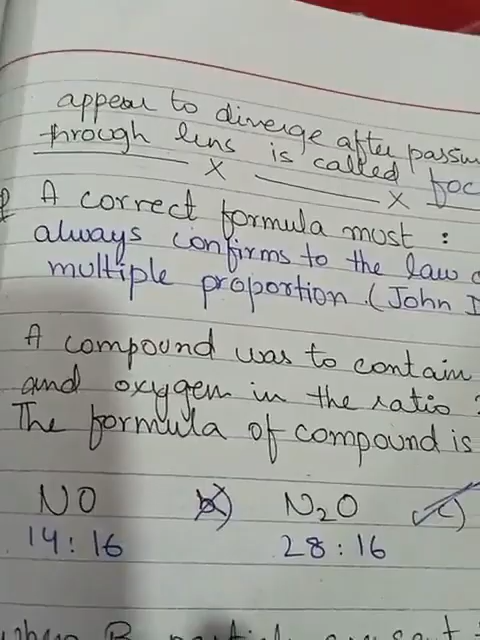 appear to diverge after passin
through lens is called foc
x x
A correct formula must :
always confirms to the law o
multiple proportion. (John D
A compound was to contain
and oxygen in the ratio
The formula of compound is
NO b) N₂O c)
14:16 28:16